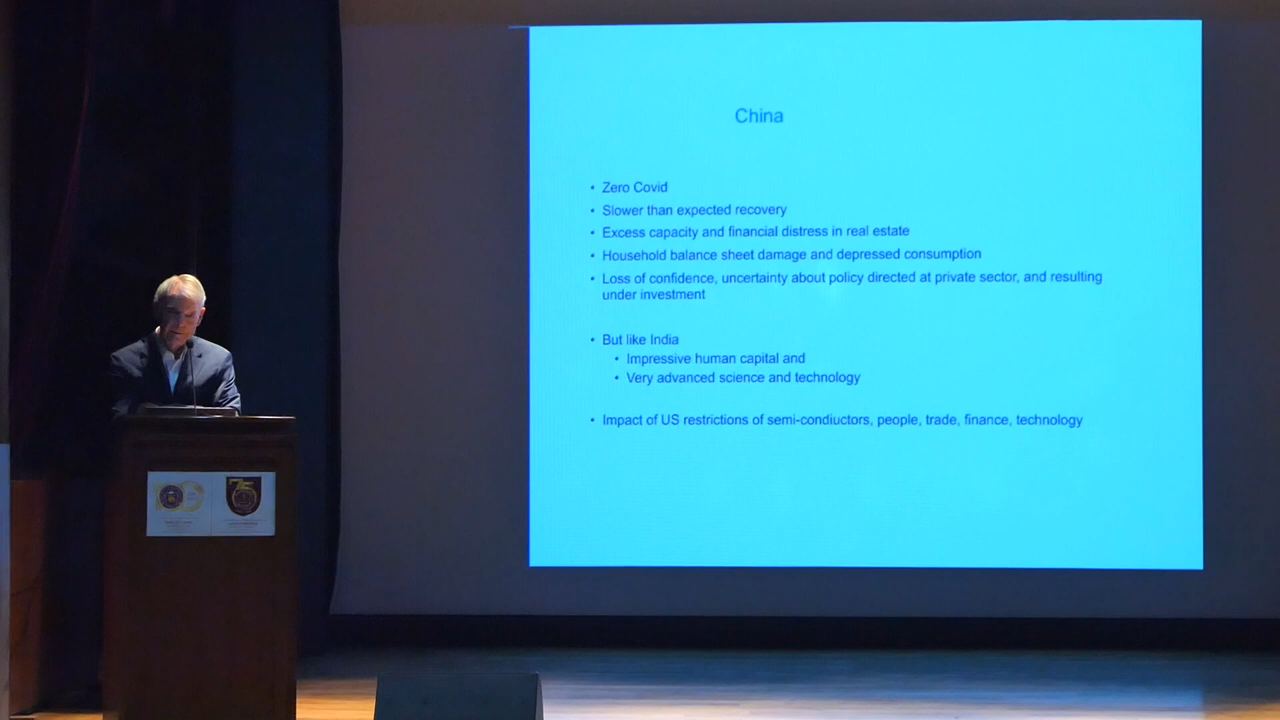 China
• Zero Covid
• Slower than expected recovery
• Excess capacity and financial distress in real estate
• Household balance sheet damage and depressed consumption
• Loss of confidence, uncertainty about policy directed at private sector, and resulting
under investment
• But like India
• Impressive human capital and
• Very advanced science and technology
• Impact of US restrictions of semi-condiuctors, people, trade, finance, technology
75